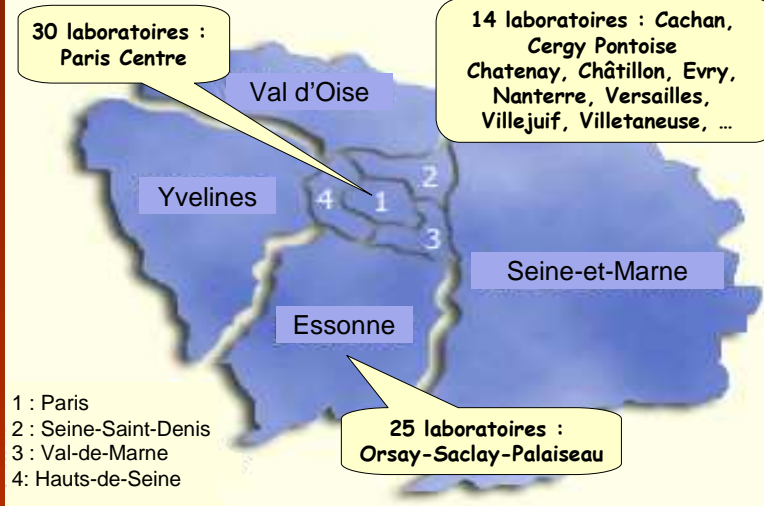 30 laboratoires :
Paris Centre
14 laboratoires : Cachan,
Cergy Pontoise
Chatenay, Châtillon, Evry,
Nanterre, Versailles,
Villejuif, Villetaneuse, …
Val d'Oise
Yvelines
2
4
1
3
Seine-et-Marne
Essonne
25 laboratoires :
Orsay-Saclay-Palaiseau
1 : Paris
2 : Seine-Saint-Denis
3 : Val-de-Marne
4: Hauts-de-Seine